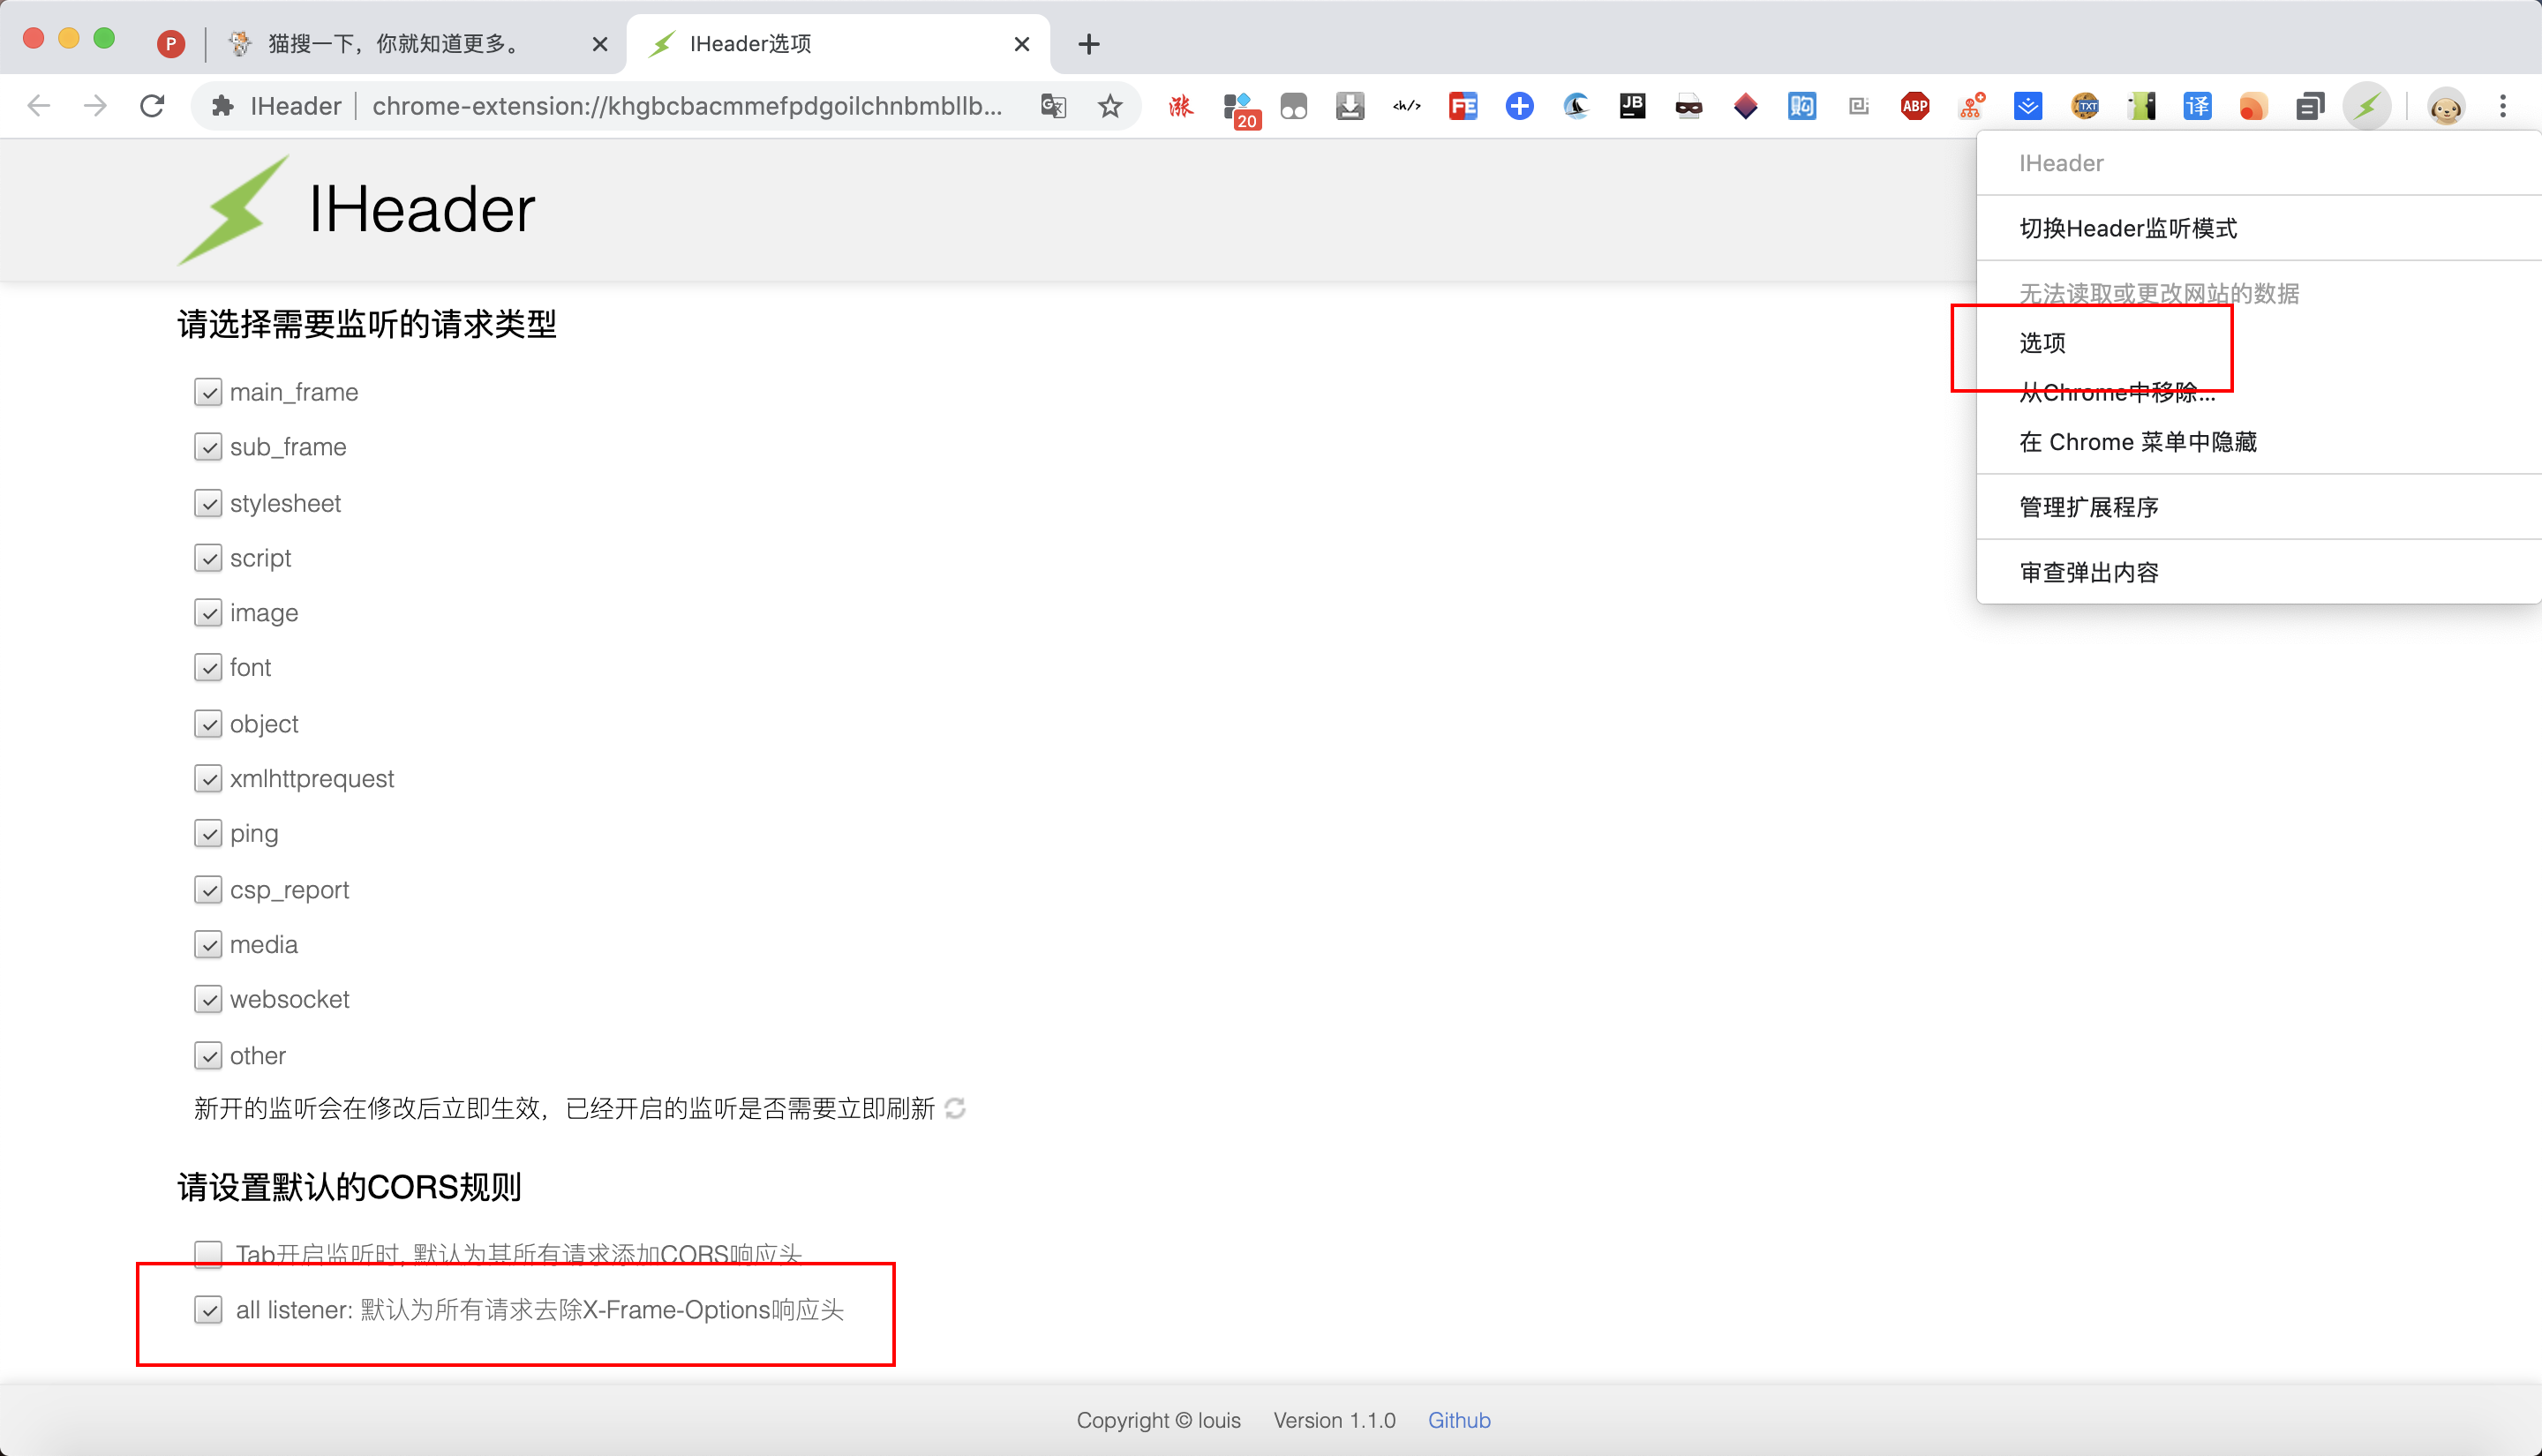 P
猫搜一下，你就知道更多。
IHeader选项
IHeader
chrome-extension://khgbcbacmmefpdgoilchnbmbllb...
涨
20
<h/>
FE
JB
购
ABP
TXT
译
IHeader
IHeader
切换Header监听模式
无法读取或更改网站的数据
选项
从Chrome中移除...
在 Chrome 菜单中隐藏
管理扩展程序
审查弹出内容
请选择需要监听的请求类型
main_frame
sub_frame
stylesheet
script
image
font
object
xmlhttprequest
ping
csp_report
media
websocket
other
新开的监听会在修改后立即生效，已经开启的监听是否需要立即刷新
请设置默认的CORS规则
Tab开启监听时, 默认为其所有请求添加CORS响应头
all listener: 默认为所有请求去除X-Frame-Options响应头
Copyright © louis Version 1.1.0 Github